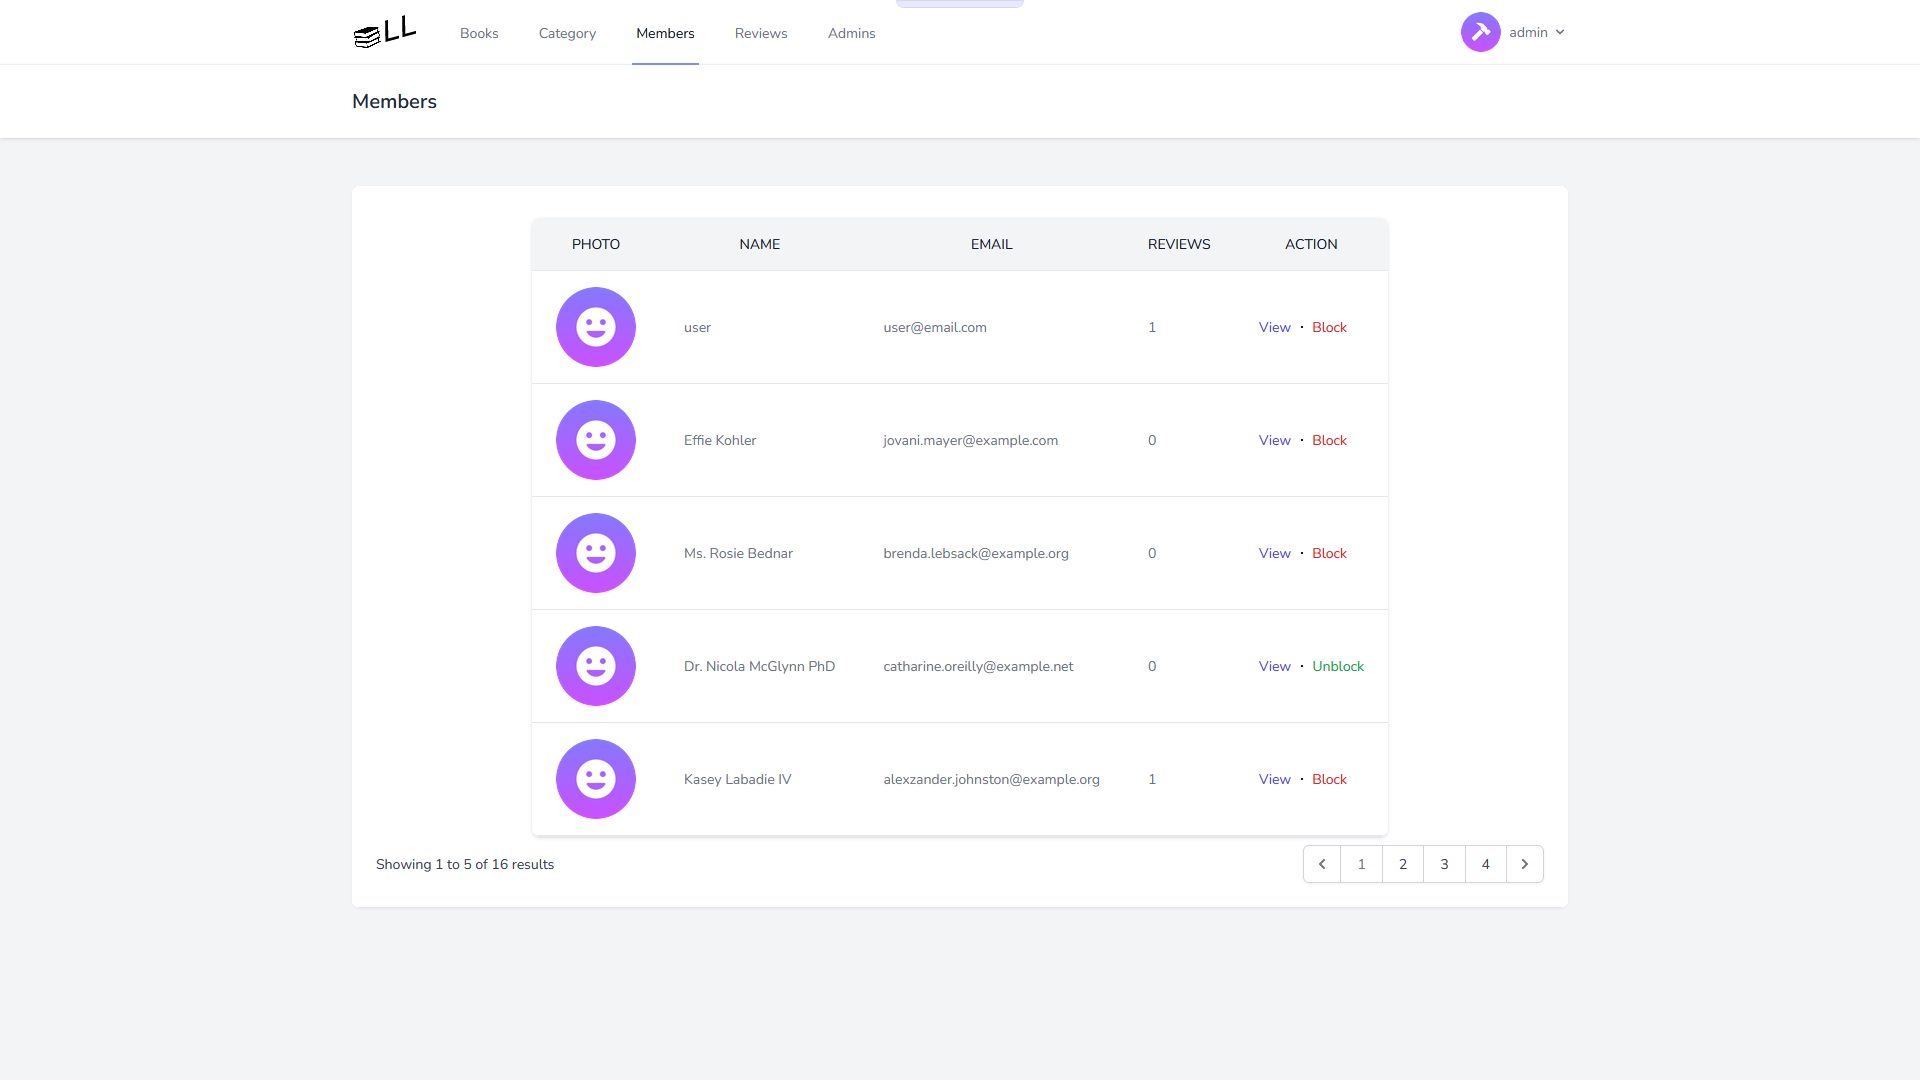 LL Books Category Members Reviews Admins admin
Members
PHOTO NAME EMAIL REVIEWS ACTION
user user@email.com 1 View · Block
Effie Kohler jovani.mayer@example.com 0 View · Block
Ms. Rosie Bednar brenda.lebsack@example.org 0 View · Block
Dr. Nicola McGlynn PhD catharine.oreilly@example.net 0 View · Unblock
Kasey Labadie IV alexzander.johnston@example.org 1 View · Block
Showing 1 to 5 of 16 results 1 2 3 4